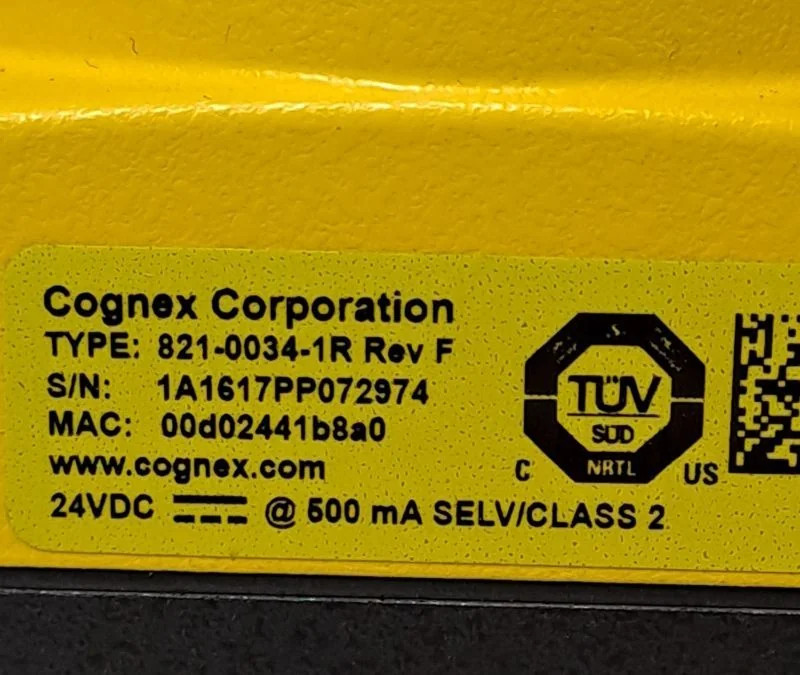 Cognex Corporation
TYPE: 821-0034-1R Rev F
S/N: 1A1617PP072974
MAC: 00d02441b8a0
www.cognex.com
24VDC @ 500 mA SELV/CLASS 2
TÜV
SÜD
C NRTL US